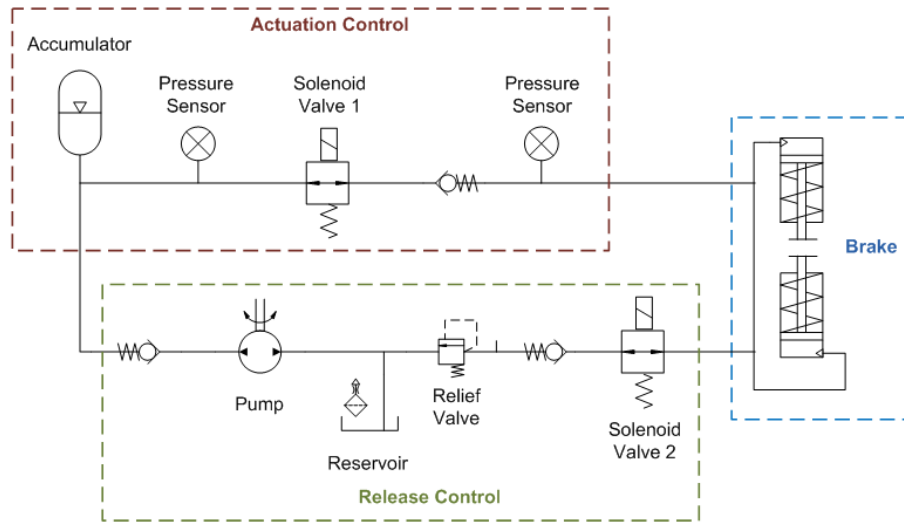 Actuation Control
Accumulator
Pressure
Sensor
Solenoid
Valve 1
Pressure
Sensor
Brake
Pump
Relief
Valve
Reservoir
Solenoid
Valve 2
Release Control